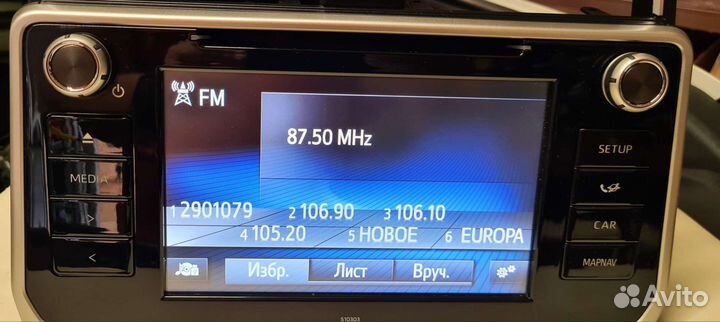 FM
87.50 MHz
SETUP
MEDIA
1 2901079 2 106.90 3 106.10
CAR
4 105.20 5 НОВОЕ 6 EUROPA
Избр. Лист Вруч.
MAPNAV
510303
Avito